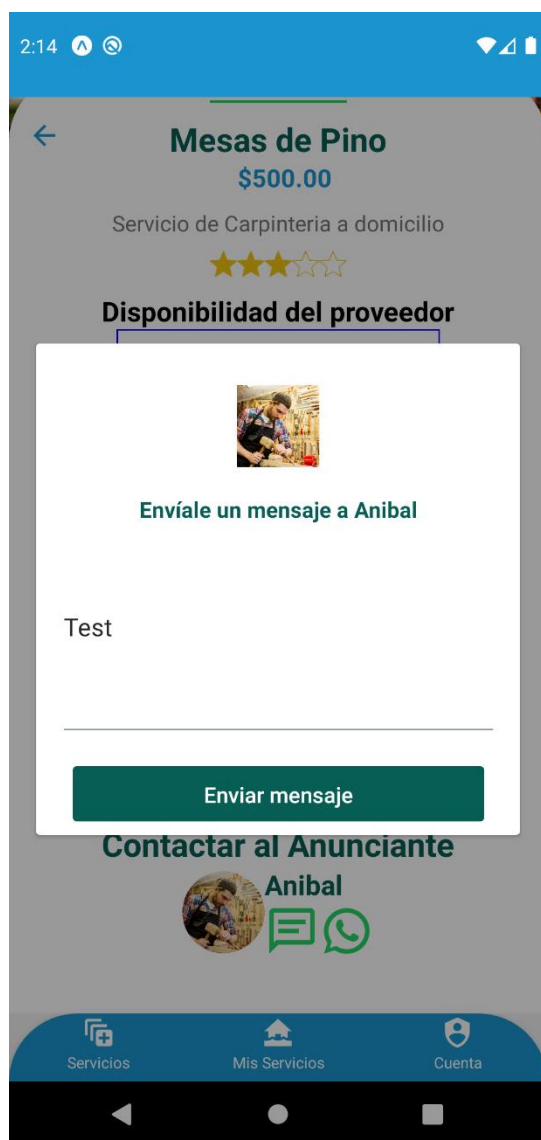 2:14
Mesas de Pino
$500.00
Servicio de Carpinteria a domicilio
Disponibilidad del proveedor
Envíale un mensaje a Anibal
Test
Enviar mensaje
Contactar al Anunciante
Anibal
Servicios
Mis Servicios
Cuenta